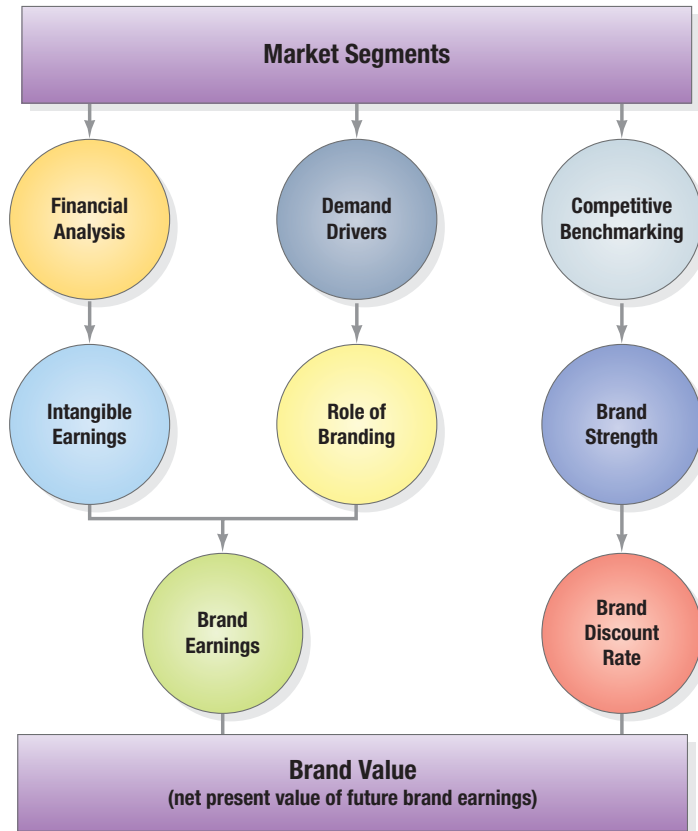 Market Segments
Financial
Analysis
Demand
Drivers
Competitive
Benchmarking
Intangible
Earnings
Role of
Branding
Brand
Strength
Brand
Earnings
Brand
Discount
Rate
Brand Value
(net present value of future brand earnings)